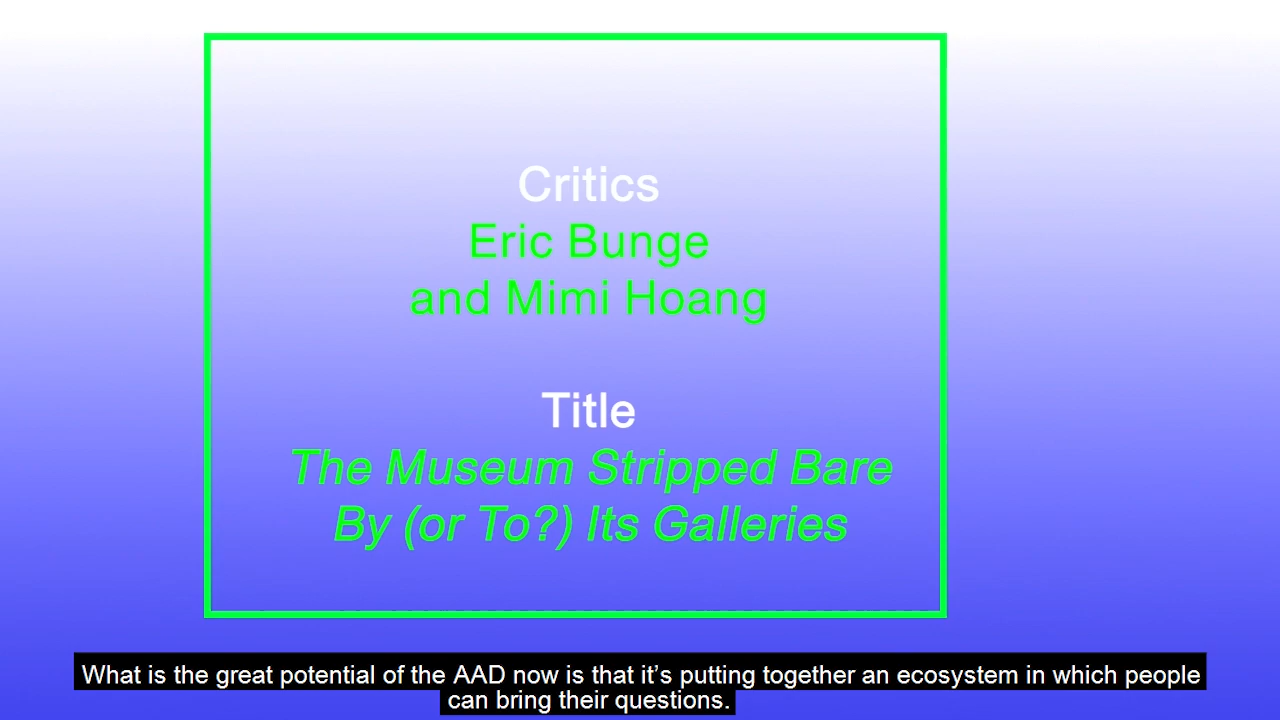 Critics
Eric Bunge
and Mimi Hoang
Title
The Museum Stripped Bare
By (or To?) Its Galleries
What is the great potential of the AAD now is that it’s putting together an ecosystem in which people
can bring their questions.